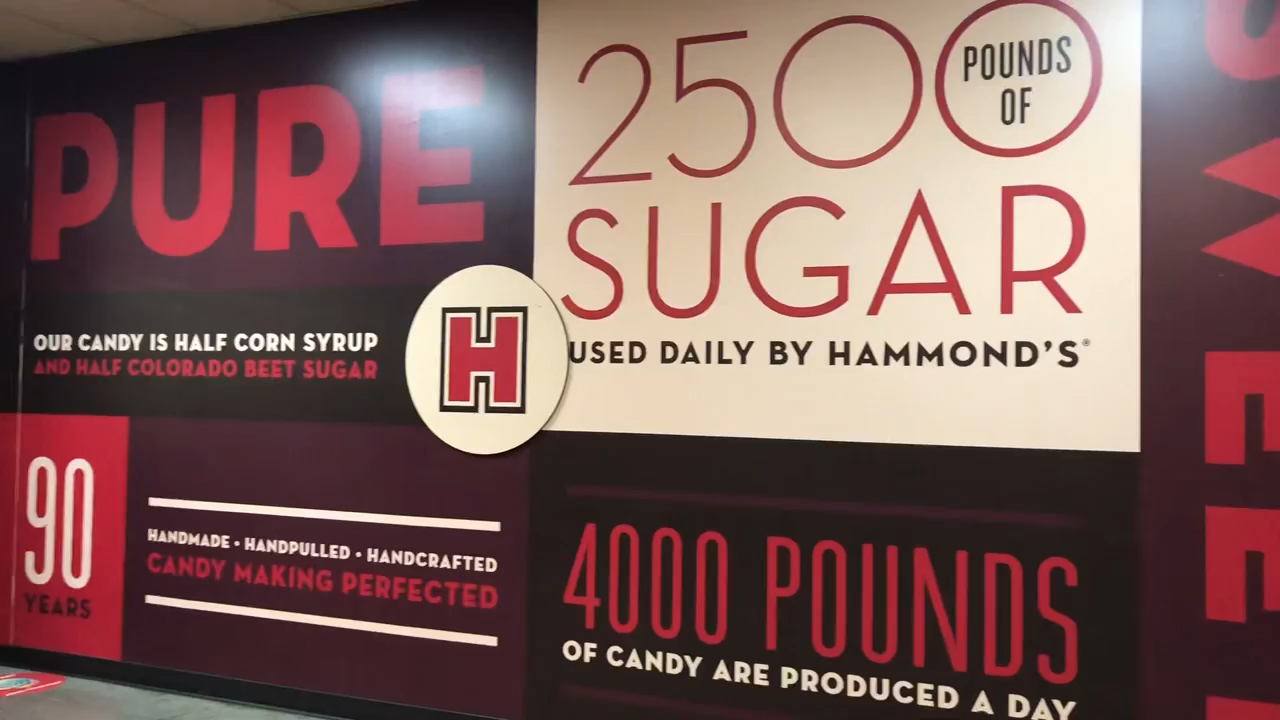 PURE
OUR CANDY IS HALF CORN SYRUP
AND HALF COLORADO BEET SUGAR
90
YEARS
HANDMADE • HANDPULLED • HANDCRAFTED
CANDY MAKING PERFECTED
H
2500
POUNDS
OF
SUGAR
USED DAILY BY HAMMOND'S®
4000 POUNDS
OF CANDY ARE PRODUCED A DAY
SWEE